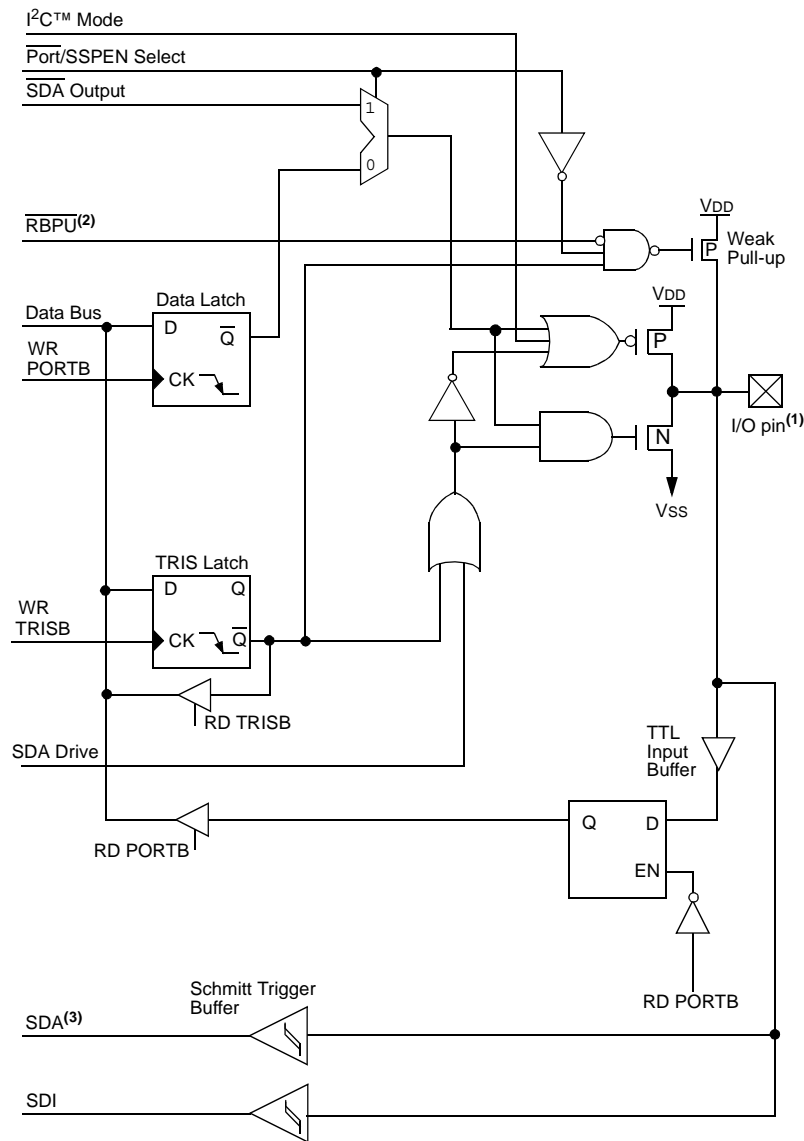 I2C™ Mode
Port/SSPEN Select
SDA Output
1
0
RBPU(2)
VDD
P
Weak
Pull-up
Data Bus
Data Latch
D
Q
CK
WR
PORTB
VDD
P
N
VSS
I/O pin(1)
TRIS Latch
D
Q
CK
Q
WR
TRISB
RD TRISB
SDA Drive
TTL
Input
Buffer
Q
D
EN
RD PORTB
RD PORTB
Schmitt Trigger
Buffer
SDA(3)
SDI